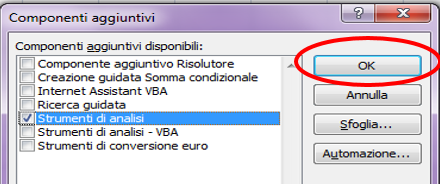 Componenti aggiuntivi
Componenti aggiuntivi disponibili:
Componente aggiuntivo Risolutore
Creazione guidata Somma condizionale
Internet Assistant VBA
Ricerca guidata
Strumenti di analisi
Strumenti di analisi - VBA
Strumenti di conversione euro
OK
Annulla
Sfoglia...
Automazione...